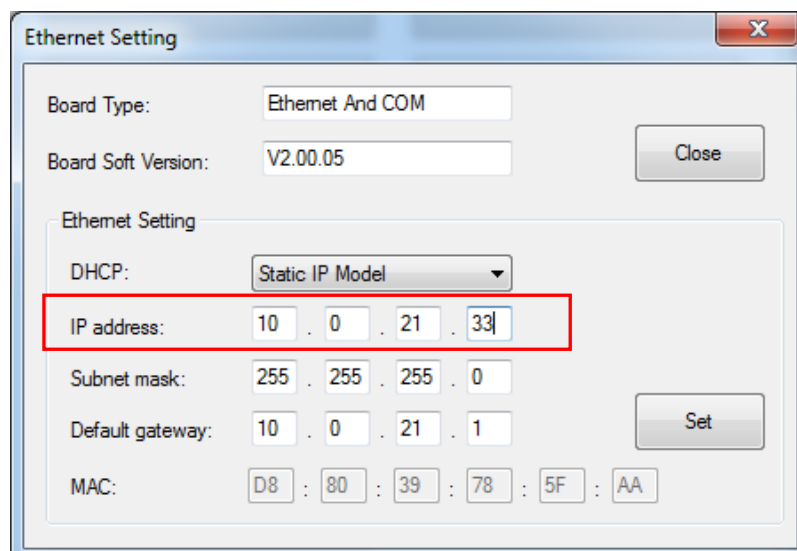 Ethernet Setting
Board Type: Ethernet And COM
Board Soft Version: V2.00.05
Close
Ethernet Setting
DHCP: Static IP Model
IP address: 10 . 0 . 21 . 33
Subnet mask: 255 . 255 . 255 . 0
Default gateway: 10 . 0 . 21 . 1
Set
MAC: D8 : 80 : 39 : 78 : 5F : AA